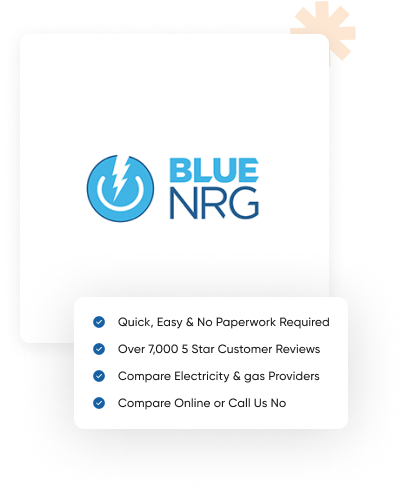 BLUE
NRG
Quick, Easy & No Paperwork Required
Over 7,000 5 Star Customer Reviews
Compare Electricity & gas Providers
Compare Online or Call Us No